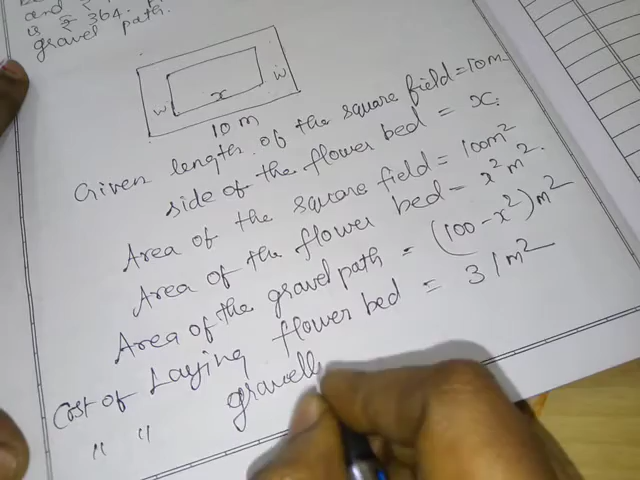 and ₹
is ₹ 364.
gravel path.
w
w
x
10 m
Given length of the square field = 10m
side of the flower bed = x.
Area of the square field = 100m²
Area of the flower bed = x² m².
Area of the gravel path = (100 - x²) m²
Cost of Laying flower bed = 3/m²
" " gravell